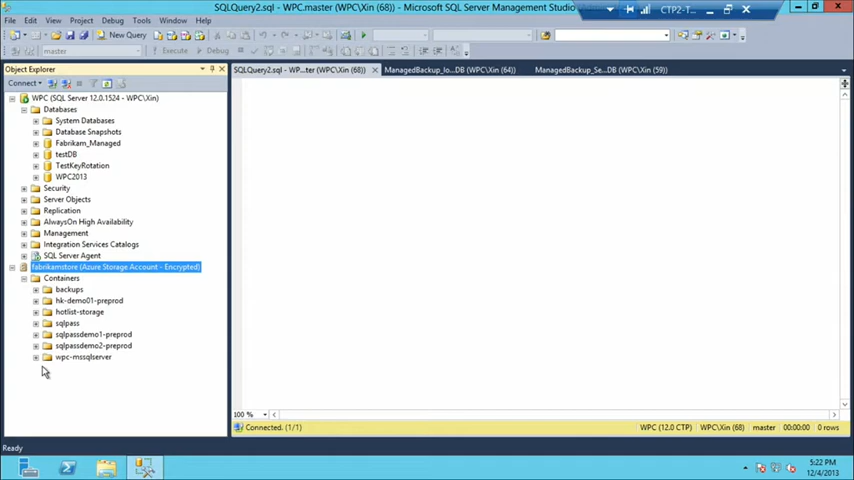 SQLQuery2.sql - WPC.master (WPC\Xin (68)) - Microsoft SQL Server Management Studio
CTP2-T...
File Edit View Project Debug Tools Window Help
New Query
master Execute Debug
Object Explorer
SQLQuery2.sql - WP...ter (WPC\Xin (68))
ManagedBackup_Io...DB (WPC\Xin (64))
ManagedBackup_Se...DB (WPC\Xin (59))
Connect
WPC (SQL Server 12.0.1524 - WPC\Xin)
Databases
System Databases
Database Snapshots
Fabrikam_Managed
testDB
TestKeyRotation
WPC2013
Security
Server Objects
Replication
AlwaysOn High Availability
Management
Integration Services Catalogs
SQL Server Agent
fabrikamstore (Azure Storage Account - Encrypted)
Containers
backups
hk-demo01-preprod
hotlist-storage
sqlpass
sqlpassdemo1-preprod
sqlpassdemo2-preprod
wpc-mssqlserver
100 %
Connected. (1/1)
WPC (12.0 CTP)
WPC\Xin (68)
master
00:00:00
0 rows
Ready
5:22 PM
12/4/2013